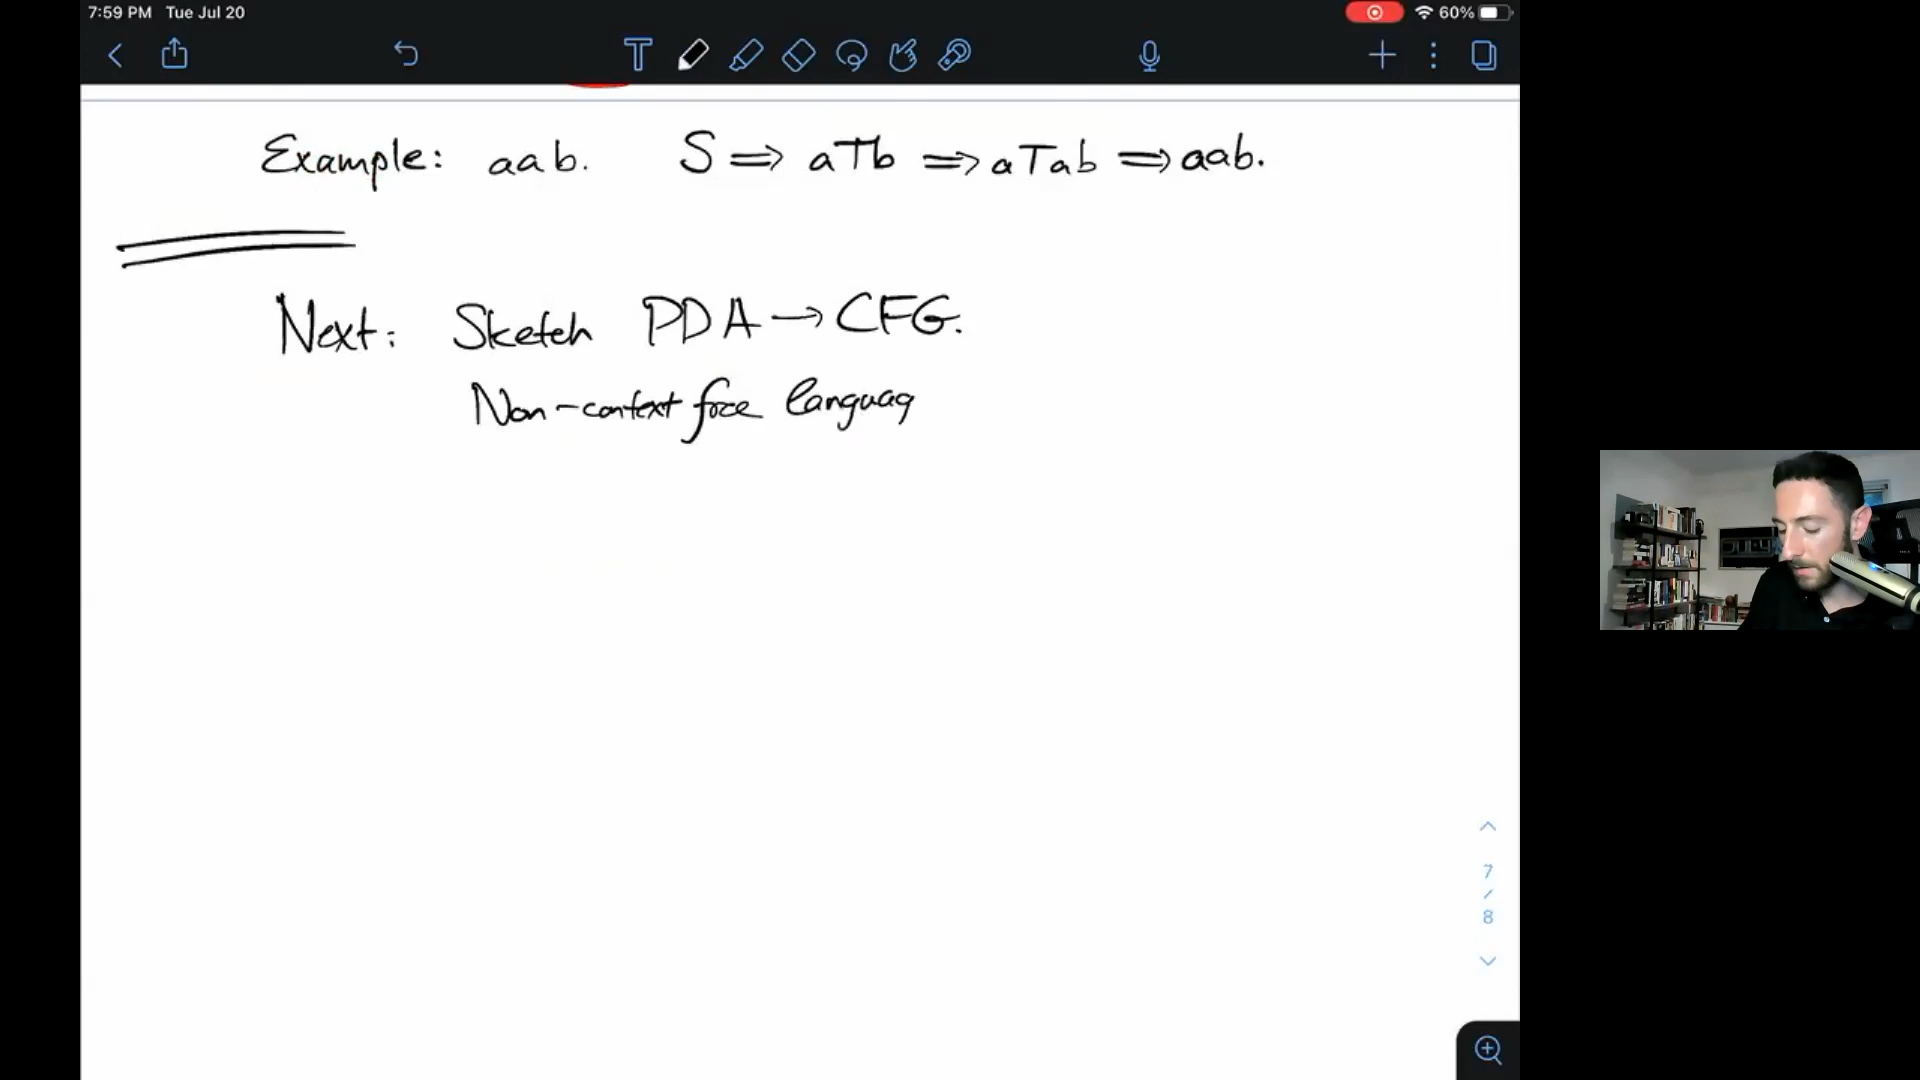 7:59 PM Tue Jul 20
60%
Example: aab. S ⟹ aTb ⟹ aTab ⟹ aab.
Next: Sketch PDA → CFG.
Non-context free languag
7
/
8